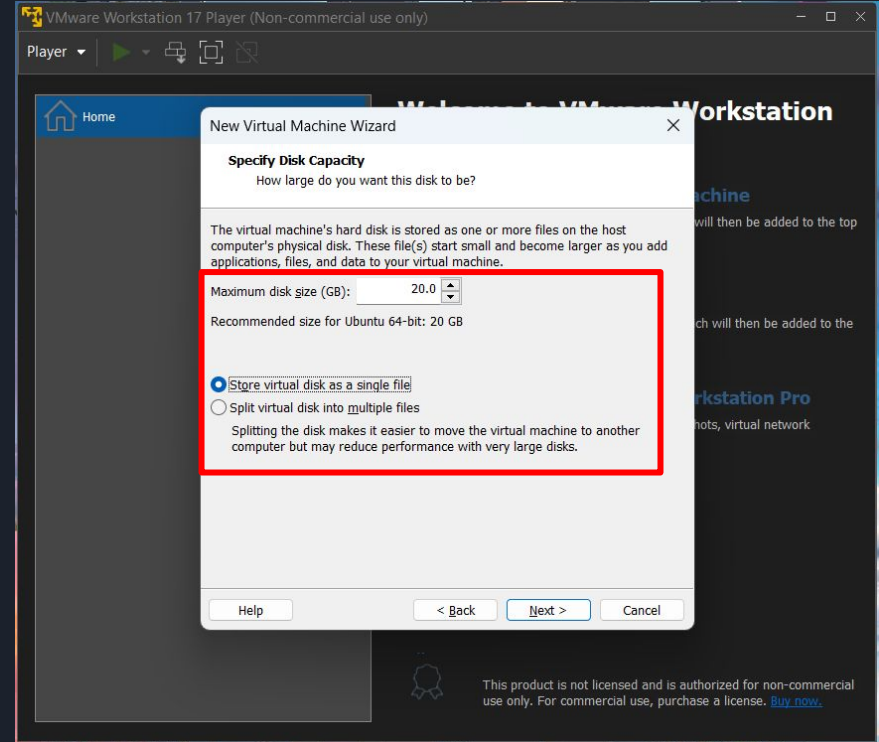 VMware Workstation 17 Player (Non-commercial use only)
Player
Home
Welcome to VMware Workstation
New Virtual Machine Wizard
Specify Disk Capacity
How large do you want this disk to be?
achine
The virtual machine's hard disk is stored as one or more files on the host
will then be added to the top
computer's physical disk. These file(s) start small and become larger as you add
applications, files, and data to your virtual machine.
Maximum disk size (GB): 20.0
Recommended size for Ubuntu 64-bit: 20 GB
ch will then be added to the
Store virtual disk as a single file
rkstation Pro
Split virtual disk into multiple files
hots, virtual network
Splitting the disk makes it easier to move the virtual machine to another
computer but may reduce performance with very large disks.
Help
< Back
Next >
Cancel
This product is not licensed and is authorized for non-commercial
use only. For commercial use, purchase a license. Buy now.